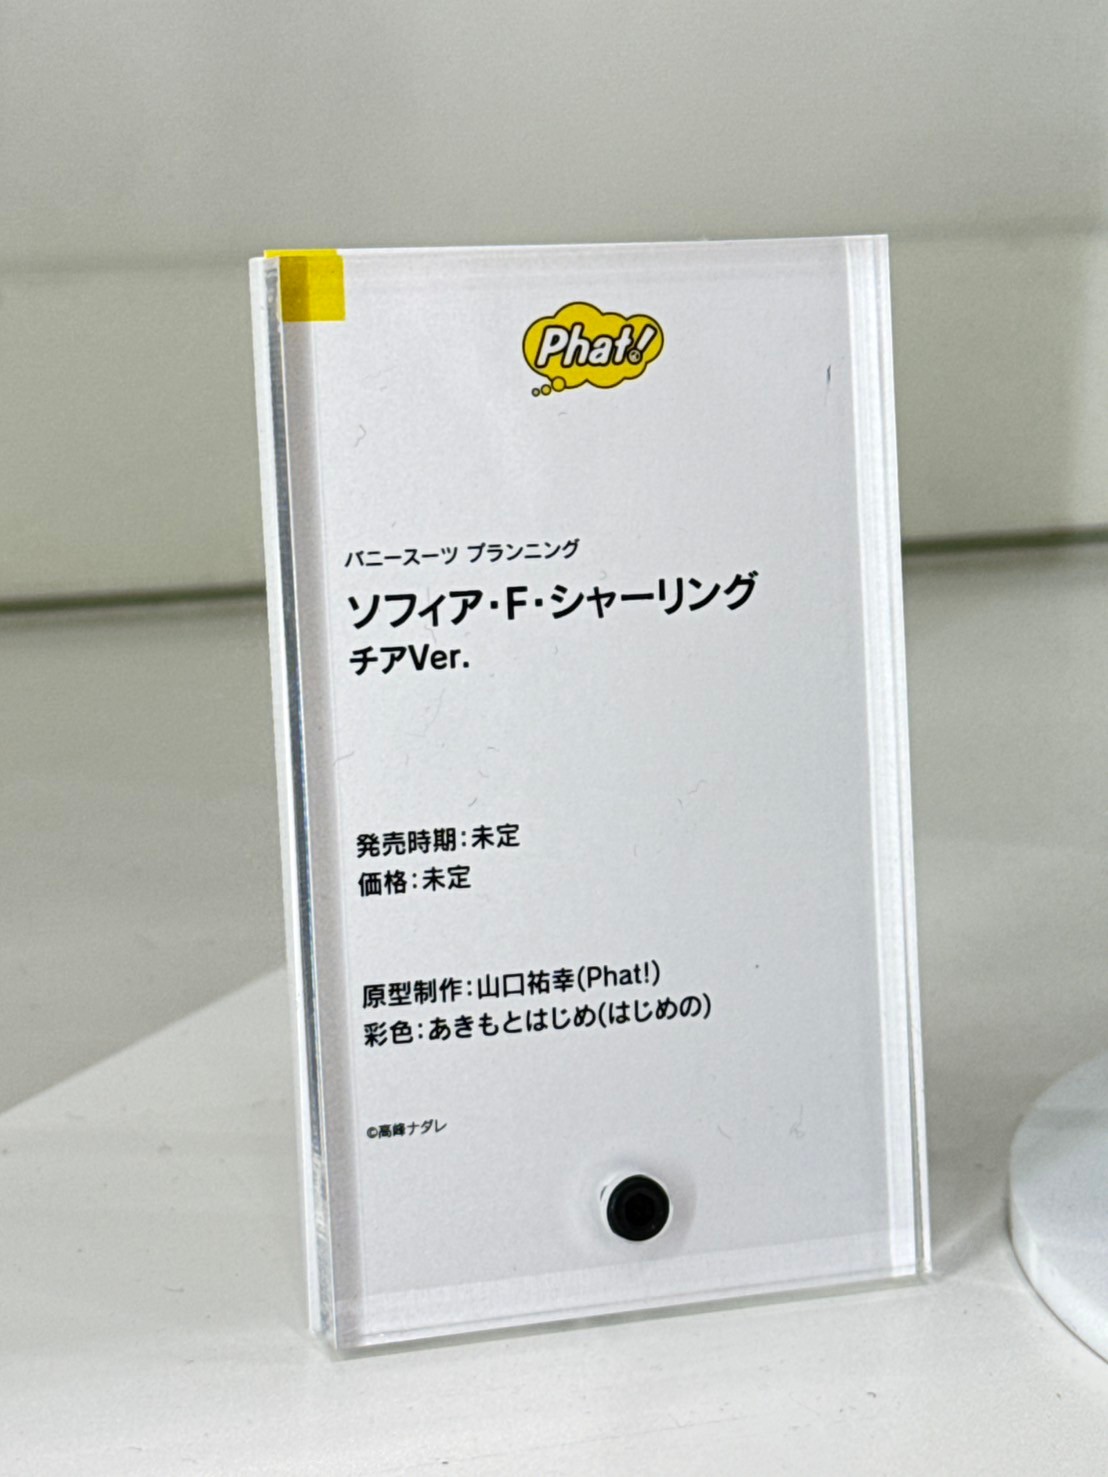 Phat!
バニースーツ プランニング
ソフィア・F・シャーリング
チアVer.
発売時期：未定
価格：未定
原型制作：山口祐幸(Phat!)
彩色：あきもとはじめ(はじめの)
©高峰ナダレ